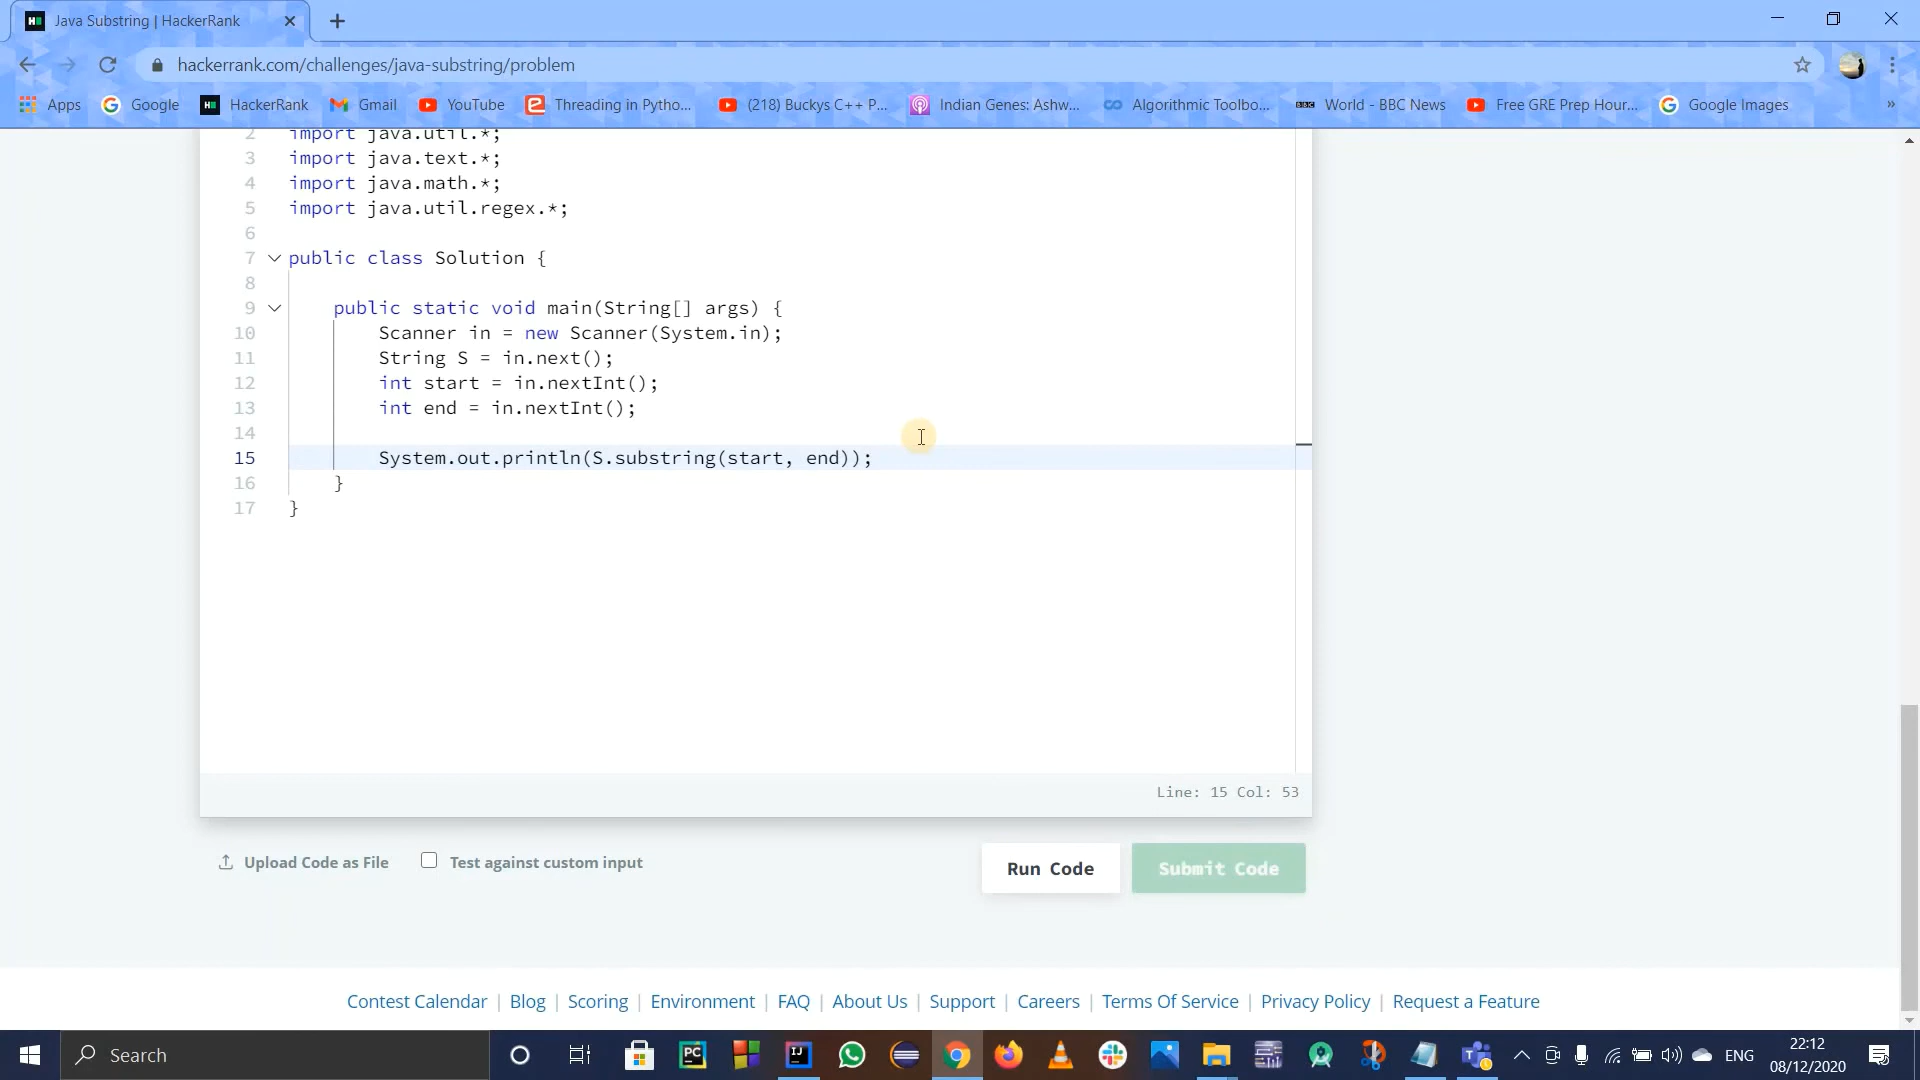 Java Substring | HackerRank
hackerrank.com/challenges/java-substring/problem
Apps Google HackerRank Gmail YouTube Threading in Pytho... (218) Buckys C++ P... Indian Genes: Ashw... Algorithmic Toolbo... BBC World - BBC News Free GRE Prep Hour... Google Images »
2 import java.util.*;
3 import java.text.*;
4 import java.math.*;
5 import java.util.regex.*;
6
7 public class Solution {
8
9 public static void main(String[] args) {
10 Scanner in = new Scanner(System.in);
11 String S = in.next();
12 int start = in.nextInt();
13 int end = in.nextInt();
14
15 System.out.println(S.substring(start, end));
16 }
17 }
Line: 15 Col: 53
Upload Code as File Test against custom input Run Code Submit Code
Contest Calendar | Blog | Scoring | Environment | FAQ | About Us | Support | Careers | Terms Of Service | Privacy Policy | Request a Feature
Search ENG 22:12
08/12/2020